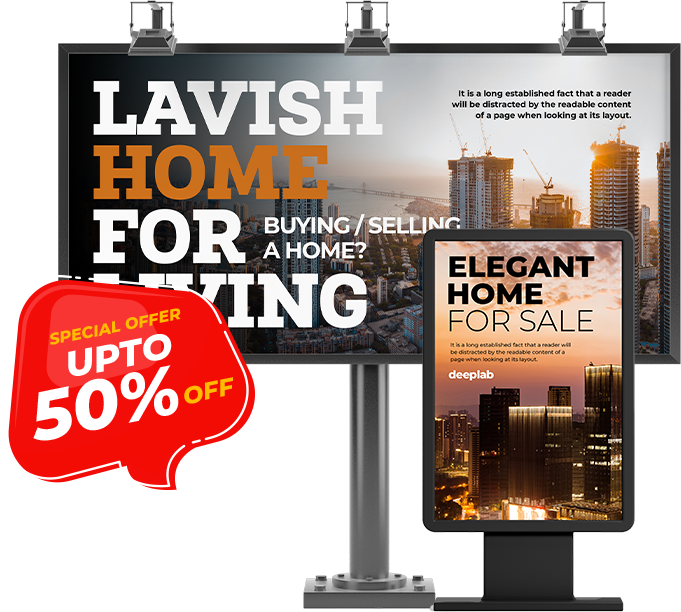 LAVISH
HOME
FOR
LIVING
It is a long established fact that a reader
will be distracted by the readable content
of a page when looking at its layout.
BUYING / SELLING
A HOME?
ELEGANT
HOME
FOR SALE
It is a long established fact that a reader will
be distracted by the readable content of a
page when looking at its layout.
deeplab
SPECIAL OFFER
UPTO
50% OFF